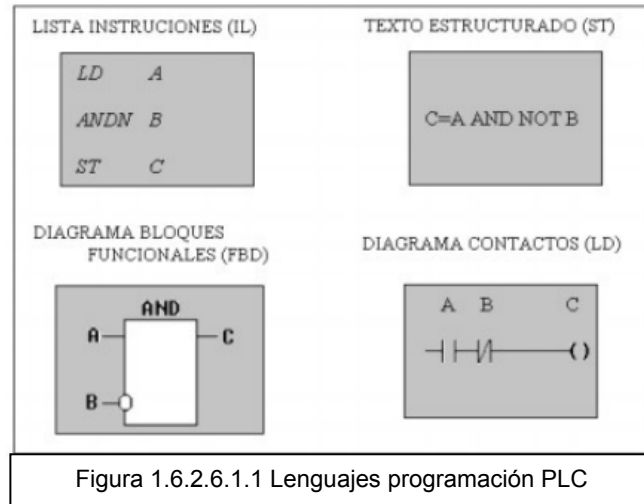 LISTA INSTRUCIONES (IL)
LD A
ANDN B
ST C
TEXTO ESTRUCTURADO (ST)
C=A AND NOT B
DIAGRAMA BLOQUES
FUNCIONALES (FBD)
AND
A
C
B
DIAGRAMA CONTACTOS (LD)
A B C
Figura 1.6.2.6.1.1 Lenguajes programación PLC